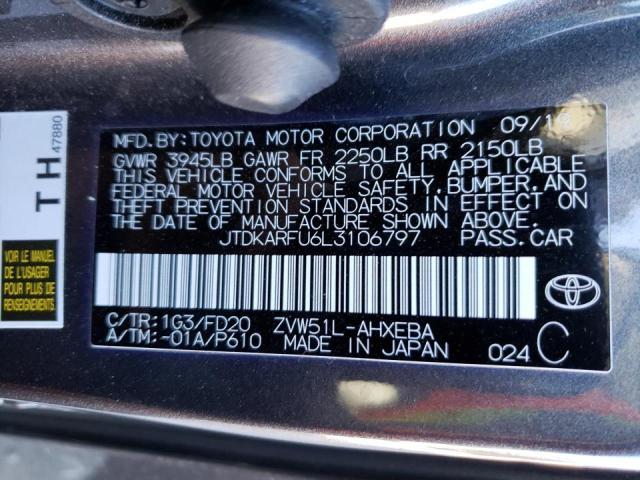 MFD. BY: TOYOTA MOTOR CORPORATION 09/19
GVWR 3945LB GAWR FR 2250LB RR 2150LB
THIS VEHICLE CONFORMS TO ALL APPLICABLE
FEDERAL MOTOR VEHICLE SAFETY, BUMPER, AND
THEFT PREVENTION STANDARDS IN EFFECT ON
THE DATE OF MANUFACTURE SHOWN ABOVE.
JTDKARFU6L3106797 PASS. CAR
C/TR: 1G3/FD20 ZVW51L-AHXEBA
A/TM: -01A/P610 MADE IN JAPAN
024 C
TH
47880
VOIR LE MANUEL
DE L'USAGER
POUR PLUS DE
RENSEIGNEMENTS.